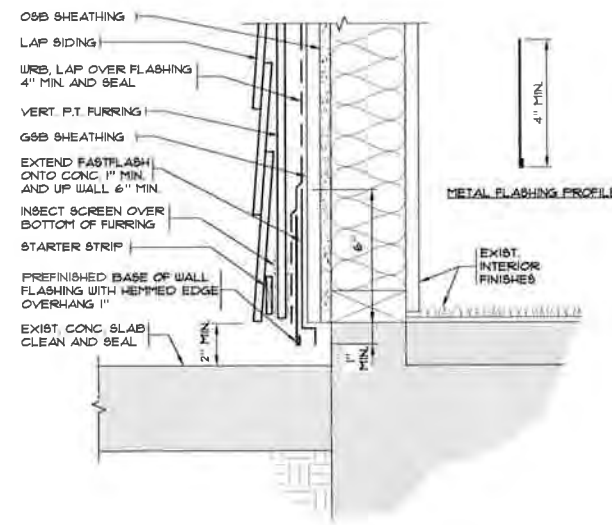 OSB SHEATHING
LAP SIDING
WRB, LAP OVER FLASHING
4" MIN. AND SEAL
VERT. P.T. FURRING
GSB SHEATHING
EXTEND FASTFLASH
ONTO CONC 1" MIN.
AND UP WALL 6" MIN.
INSECT SCREEN OVER
BOTTOM OF FURRING
STARTER STRIP
PREFINISHED BASE OF WALL
FLASHING WITH HEMMED EDGE
OVERHANG 1"
EXIST. CONC. SLAB
CLEAN AND SEAL
2" MIN.
1"
MIN.
6"
4" MIN.
METAL FLASHING PROFILE
EXIST.
INTERIOR
FINISHES